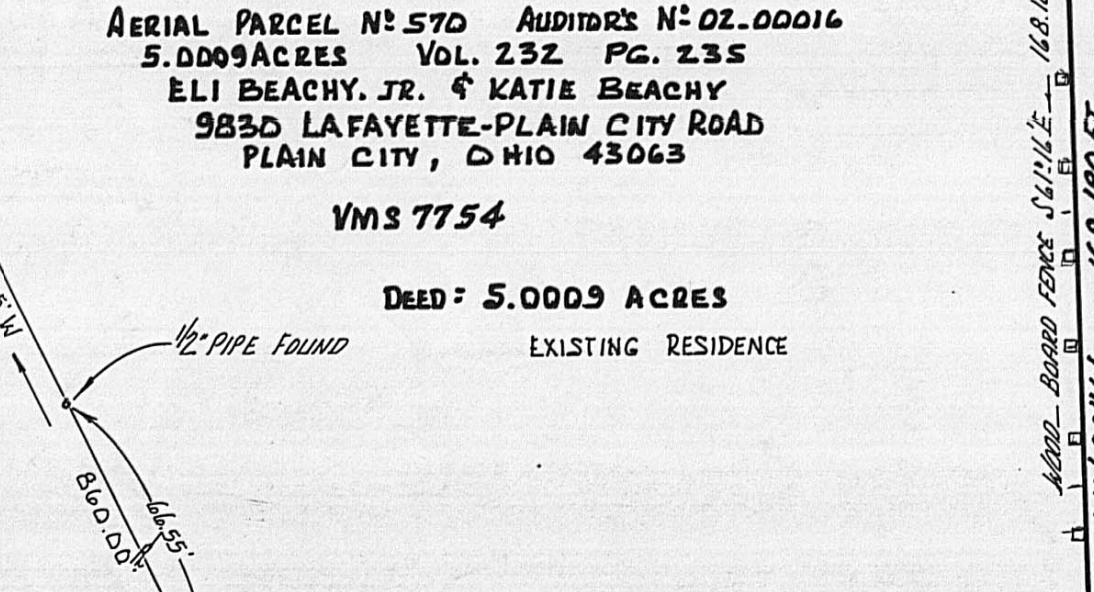 AERIAL PARCEL Nº 570 AUDITOR'S Nº 02-00016
5.0009 ACRES VOL. 232 PG. 235
ELI BEACHY. JR. & KATIE BEACHY
9830 LAFAYETTE-PLAIN CITY ROAD
PLAIN CITY, OHIO 43063
VMS 7754
DEED: 5.0009 ACRES
1/2" PIPE FOUND
EXISTING RESIDENCE
860.00'
66.55'
WOOD BOARD FENCE S61°16'E - 168.18